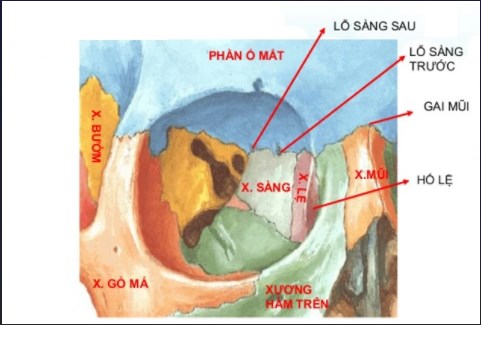 LỖ SÀNG SAU
PHẦN Ổ MẮT
LỖ SÀNG
TRƯỚC
GAI MŨI
X. BƯỚM
X. SÀNG
X. LỆ
X.MŨI
HỐ LỆ
X. GÒ MÁ
XƯƠNG
HÀM TRÊN